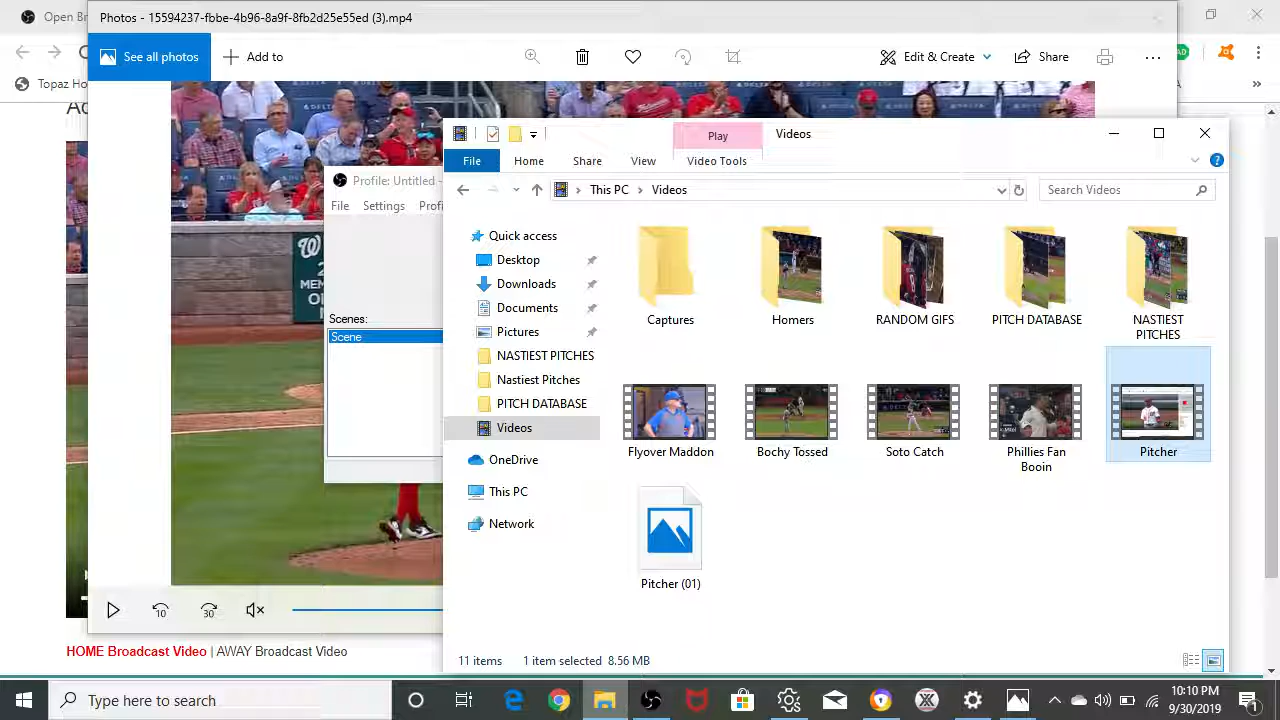 Open Br
Photos - 15594237-fbbe-4b96-8a9f-8fb2d25e55ed (3).mp4
See all photos
Add to
Edit & Create
Share
Topaz Ho
DELTA
Play
Videos
File
Home
Share
View
Video Tools
This PC
Videos
Search Videos
Profile: Untitled -
File
Settings
Profi
Scenes:
Scene
Quick access
Desktop
Downloads
Documents
Pictures
NASTIEST PITCHES
Nastiest Pitches
PITCH DATABASE
Videos
OneDrive
This PC
Network
Captures
Homers
RANDOM GIFS
PITCH DATABASE
NASTIEST
PITCHES
Flyover Maddon
Bochy Tossed
Soto Catch
Phillies Fan
Booin
Pitcher
Pitcher (01)
10
30
11 items
1 item selected 8.56 MB
HOME Broadcast Video | AWAY Broadcast Video
Type here to search
10:10 PM
9/30/2019
1